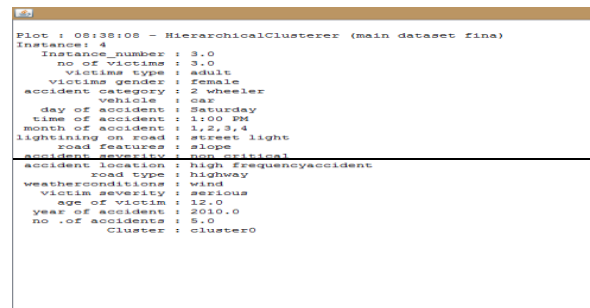 Plot : 08:38:08 - HierarchicalClusterer (main dataset fina)
Instance: 4
Instance_number : 3.0
no of victims : 3.0
victims type : adult
victims gender : female
accident category : 2 wheeler
vehicle : car
day of accident : Saturday
time of accident : 1:00 PM
month of accident : 1,2,3,4
lightining on road : street light
road features : slope
accident severity : non critical
accident location : high frequencyaccident
road type : highway
weatherconditions : wind
victim severity : serious
age of victim : 12.0
year of accident : 2010.0
no .of accidents : 5.0
Cluster : cluster0